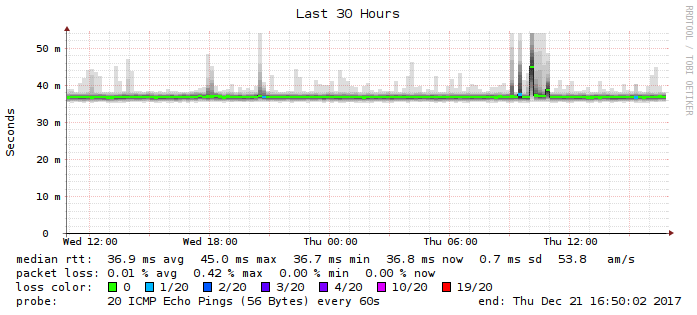 Last 30 Hours
RRDTOOL / TOBI OETIKER
Seconds
50 m
40 m
30 m
20 m
10 m
0
Wed 12:00 Wed 18:00 Thu 00:00 Thu 06:00 Thu 12:00
median rtt: 36.9 ms avg 45.0 ms max 36.7 ms min 36.8 ms now 0.7 ms sd 53.8 am/s
packet loss: 0.01 % avg 0.42 % max 0.00 % min 0.00 % now
loss color: 0 1/20 2/20 3/20 4/20 10/20 19/20
probe: 20 ICMP Echo Pings (56 Bytes) every 60s end: Thu Dec 21 16:50:02 2017